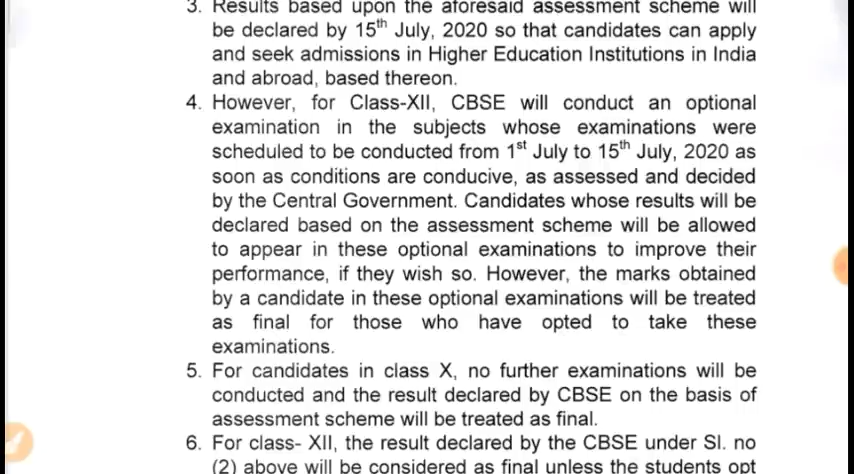 3. Results based upon the aforesaid assessment scheme will
be declared by 15th July, 2020 so that candidates can apply
and seek admissions in Higher Education Institutions in India
and abroad, based thereon.
4. However, for Class-XII, CBSE will conduct an optional
examination in the subjects whose examinations were
scheduled to be conducted from 1st July to 15th July, 2020 as
soon as conditions are conducive, as assessed and decided
by the Central Government. Candidates whose results will be
declared based on the assessment scheme will be allowed
to appear in these optional examinations to improve their
performance, if they wish so. However, the marks obtained
by a candidate in these optional examinations will be treated
as final for those who have opted to take these
examinations.
5. For candidates in class X, no further examinations will be
conducted and the result declared by CBSE on the basis of
assessment scheme will be treated as final.
6. For class- XII, the result declared by the CBSE under Sl. no
(2) above will be considered as final unless the students opt